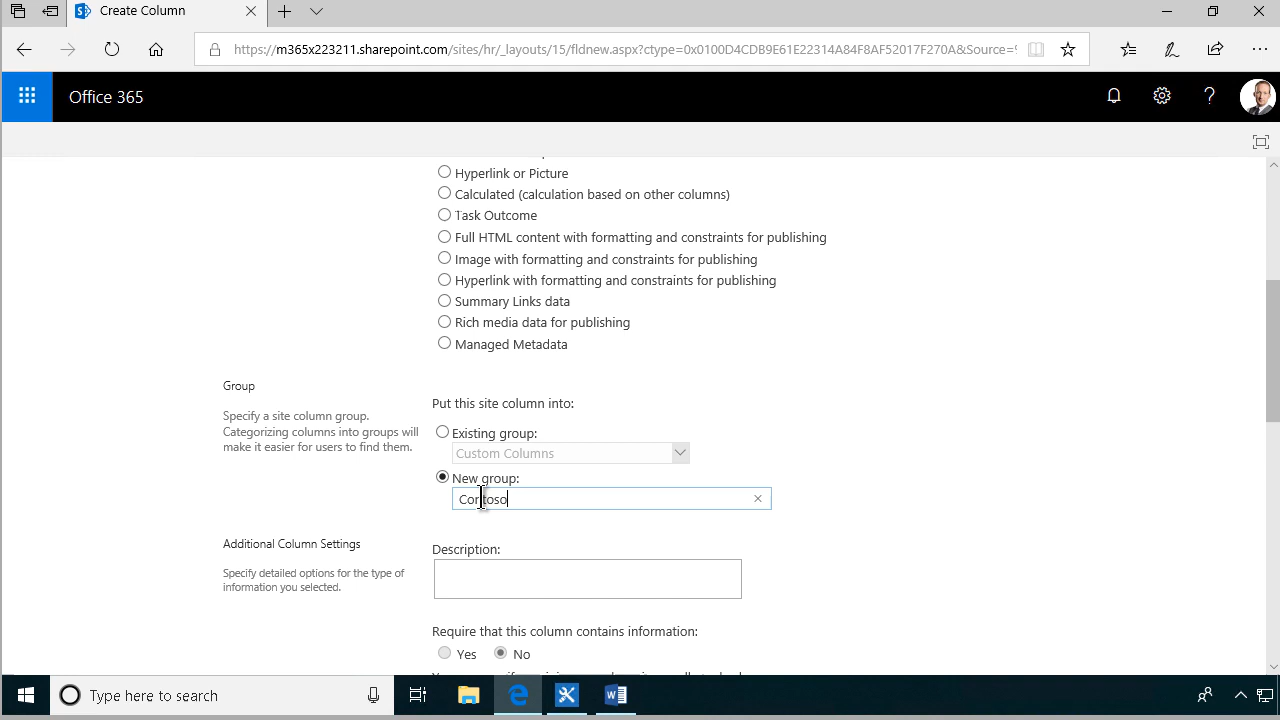 Create Column
https://m365x223211.sharepoint.com/sites/hr/_layouts/15/fldnew.aspx?ctype=0x0100D4CDB9E61E22314A84F8AF52017F270A&Source=
Office 365
Hyperlink or Picture
Calculated (calculation based on other columns)
Task Outcome
Full HTML content with formatting and constraints for publishing
Image with formatting and constraints for publishing
Hyperlink with formatting and constraints for publishing
Summary Links data
Rich media data for publishing
Managed Metadata
Group
Specify a site column group.
Categorizing columns into groups will
make it easier for users to find them.
Put this site column into:
Existing group:
Custom Columns
New group:
Contoso
Additional Column Settings
Specify detailed options for the type of
information you selected.
Description:
Require that this column contains information:
Yes No
Type here to search